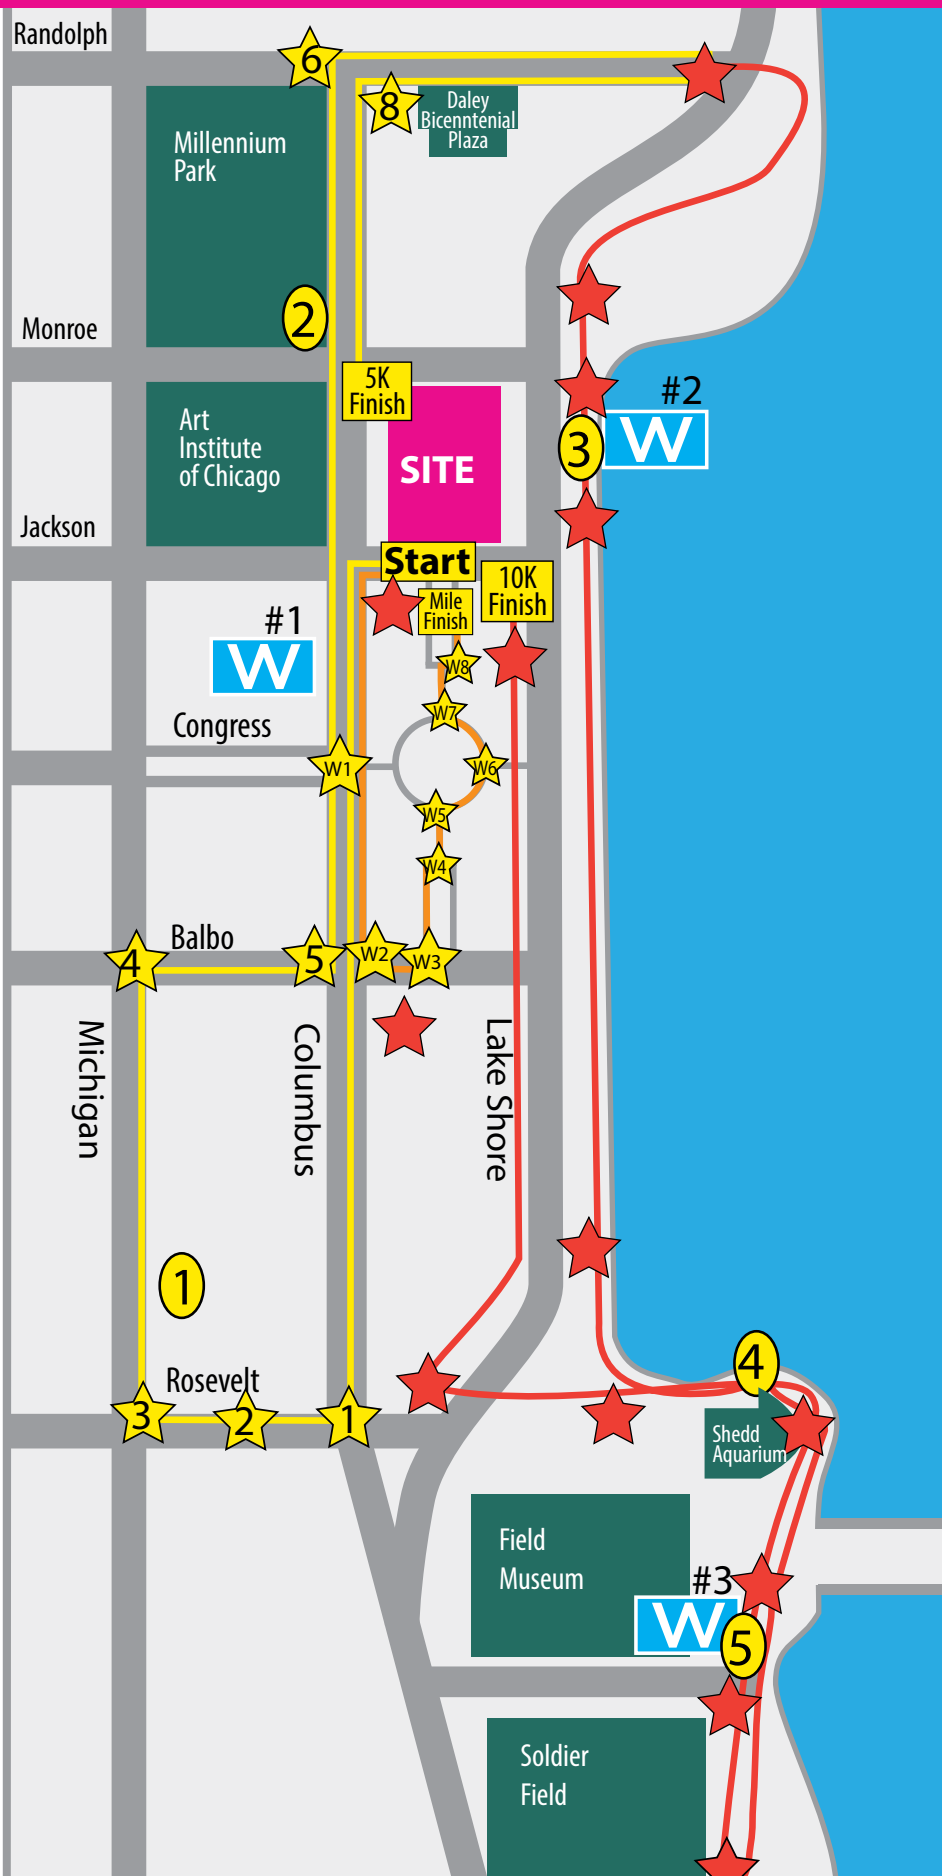 Randolph
6
8
Daley
Bicenntenial
Plaza
Millennium
Park
2
Monroe
5K
Finish
#2
W
3
Art
Institute
of Chicago
SITE
Jackson
Start
10K
Finish
Mile
Finish
#1
W
W8
W7
Congress
W1
W6
W5
W4
Balbo
4
5
W2
W3
Michigan
Columbus
Lake Shore
1
4
Rosevelt
3
2
1
Shedd
Aquarium
Field
Museum
#3
W
5
Soldier
Field